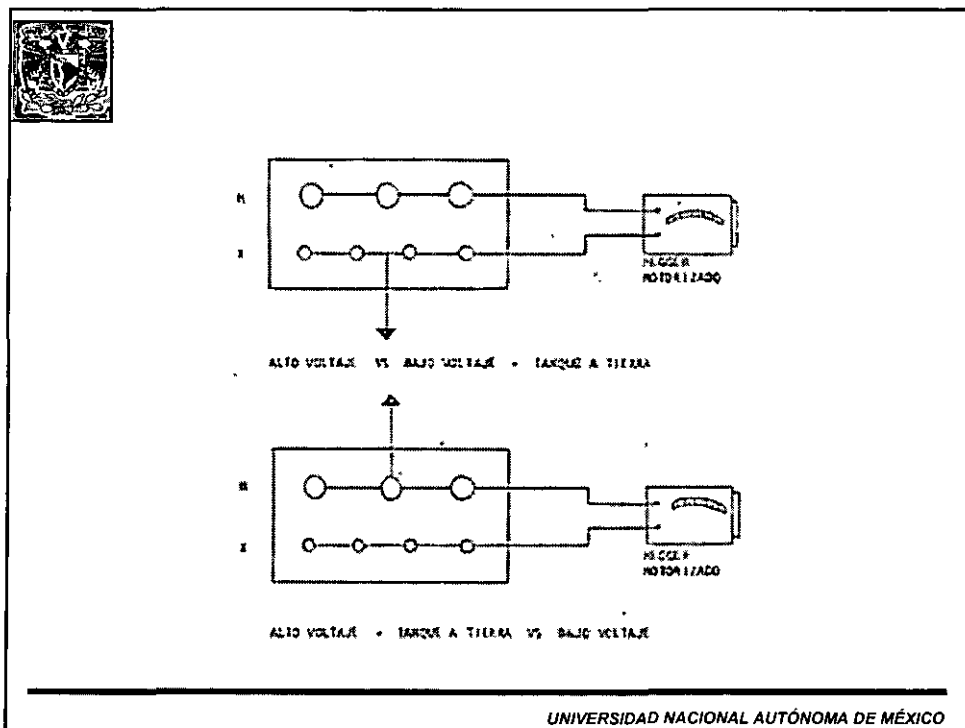 H
X
MEGGER
MOTORIZADO
ALTO VOLTAJE VS BAJO VOLTAJE + TANQUE A TIERRA
H
X
MEGGER
MOTORIZADO
ALTO VOLTAJE + TANQUE A TIERRA VS BAJO VOLTAJE
UNIVERSIDAD NACIONAL AUTÓNOMA DE MÉXICO